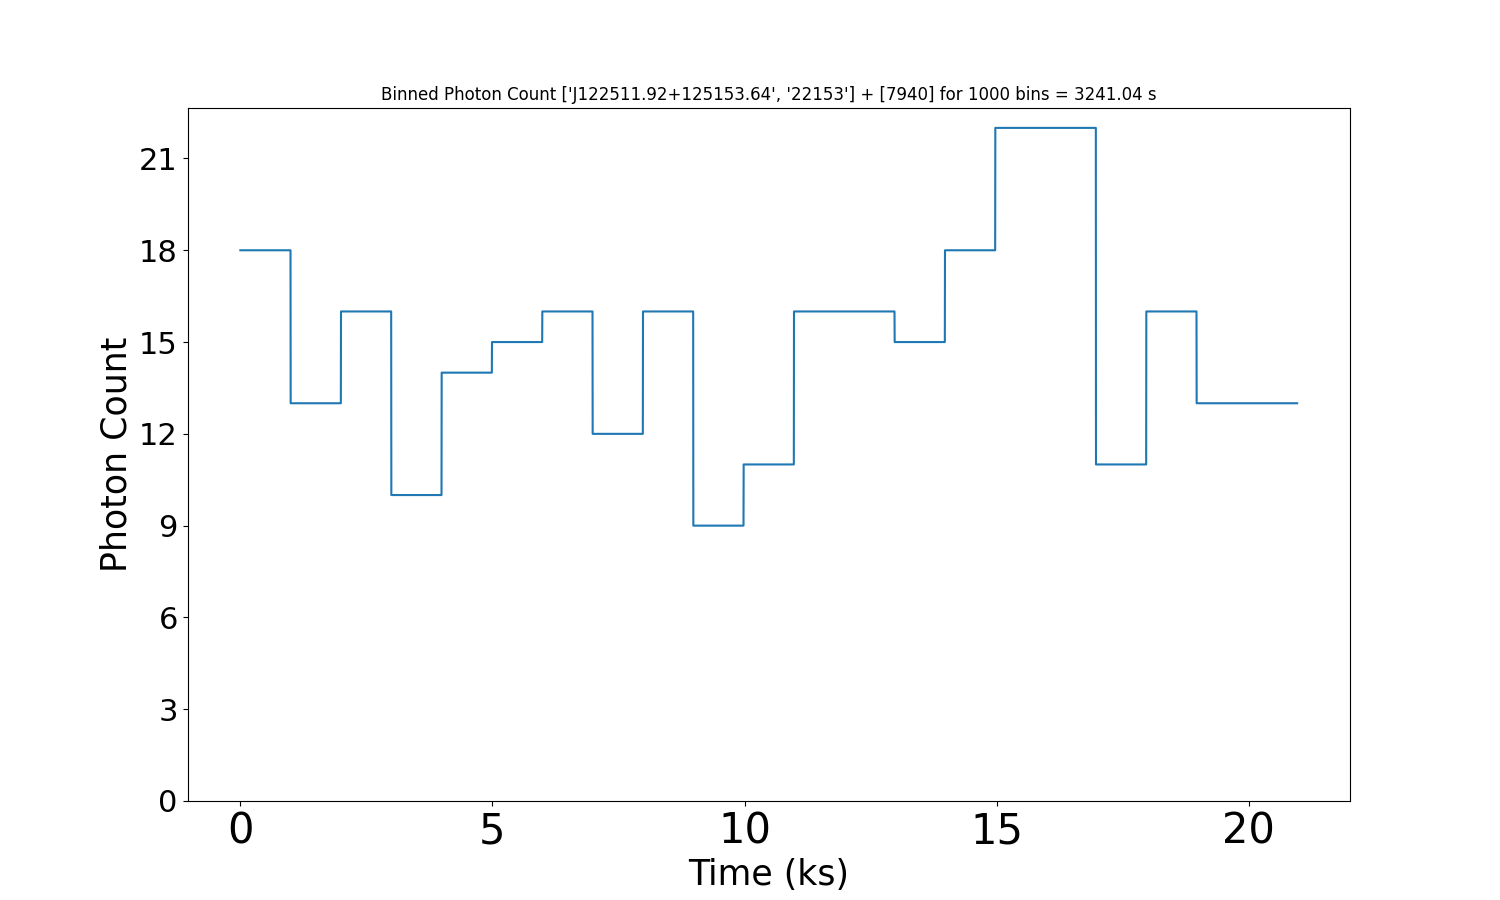 Binned Photon Count ['J122511.92+125153.64', '22153'] + [7940] for 1000 bins = 3241.04 s
21
18
15
12
9
6
3
0
Photon Count
0 5 10 15 20
Time (ks)